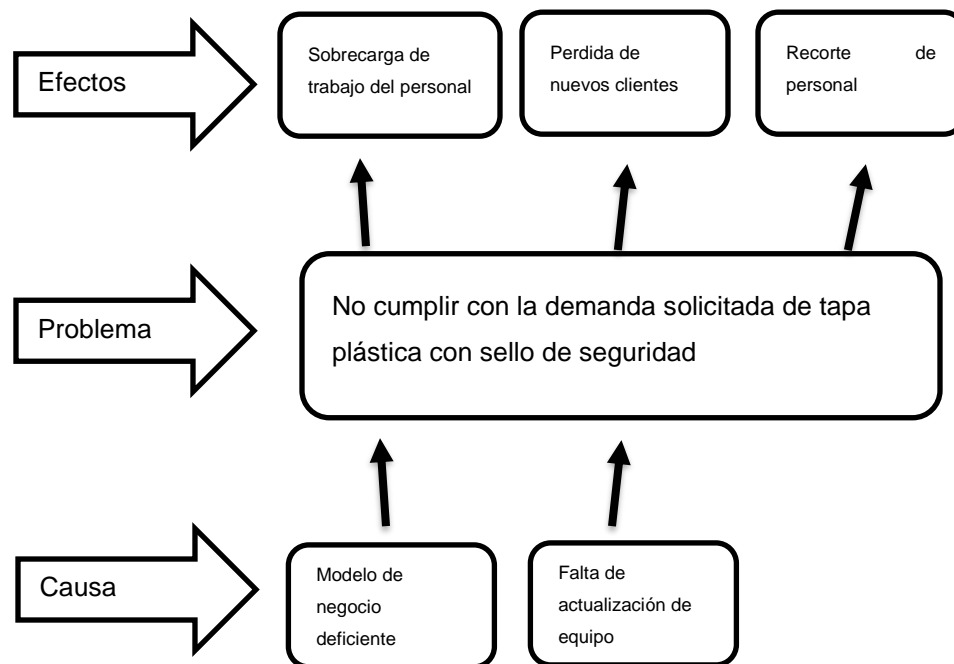 Efectos
Sobrecarga de
trabajo del personal
Perdida de
nuevos clientes
Recorte de
personal
Problema
No cumplir con la demanda solicitada de tapa
plástica con sello de seguridad
Causa
Modelo de
negocio
deficiente
Falta de
actualización de
equipo